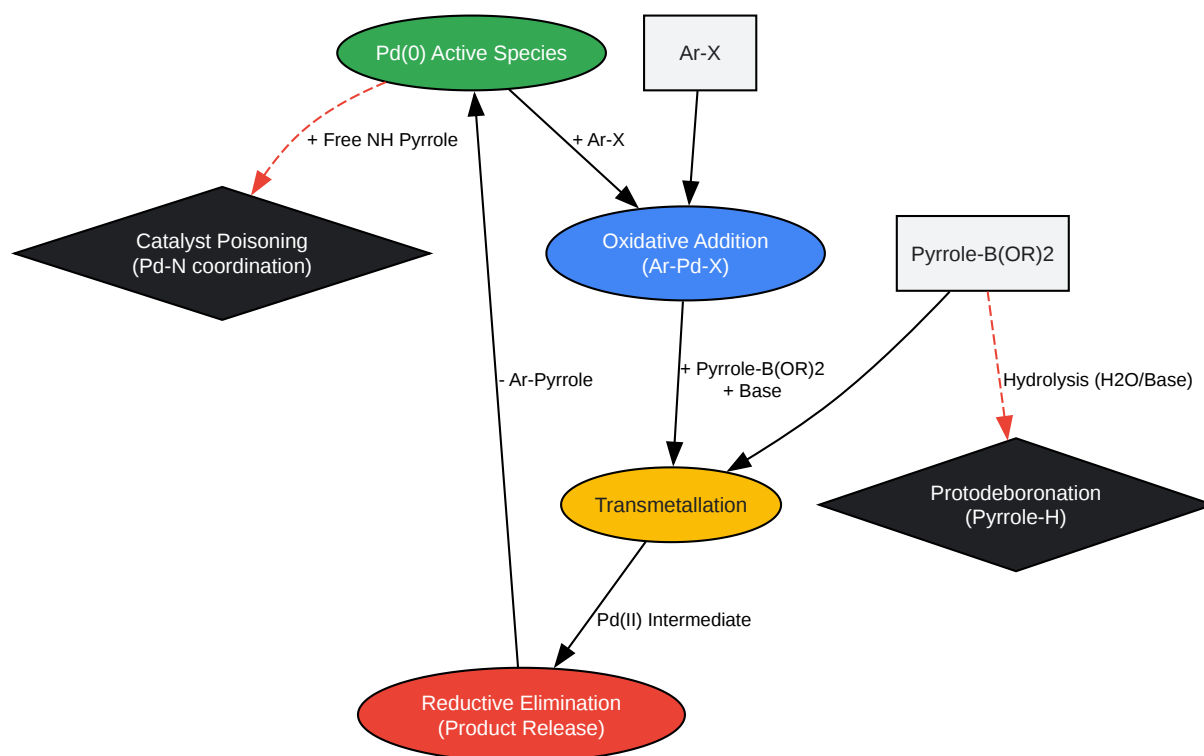 Pd(0) Active Species
Ar-X
+ Free NH Pyrrole
+ Ar-X
Catalyst Poisoning
(Pd-N coordination)
Oxidative Addition
(Ar-Pd-X)
Pyrrole-B(OR)2
- Ar-Pyrrole
+ Pyrrole-B(OR)2
+ Base
Hydrolysis (H2O/Base)
Transmetallation
Protodeboronation
(Pyrrole-H)
Pd(II) Intermediate
Reductive Elimination
(Product Release)